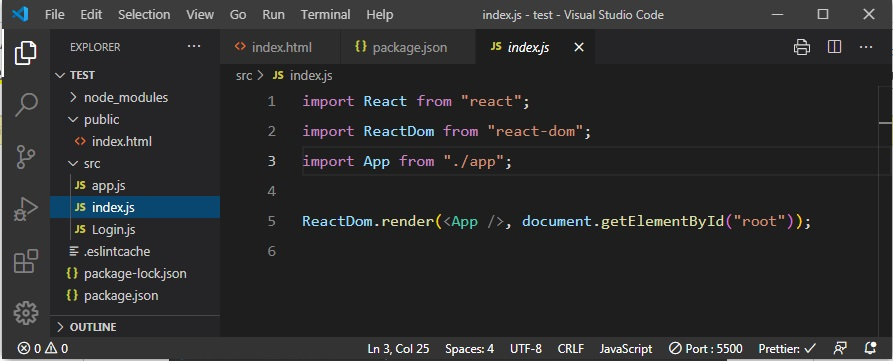 File Edit Selection View Go Run Terminal Help index.js - test - Visual Studio Code
EXPLORER ···
index.html
package.json
JS index.js
src > JS index.js
TEST
node_modules
public
index.html
src
JS app.js
JS index.js
JS Login.js
.eslintcache
{} package-lock.json
{} package.json
OUTLINE
1 import React from "react";
2 import ReactDom from "react-dom";
3 import App from "./app";
4
5 ReactDom.render(<App />, document.getElementById("root"));
6
0 0 Ln 3, Col 25 Spaces: 4 UTF-8 CRLF JavaScript Port : 5500 Prettier: ✓